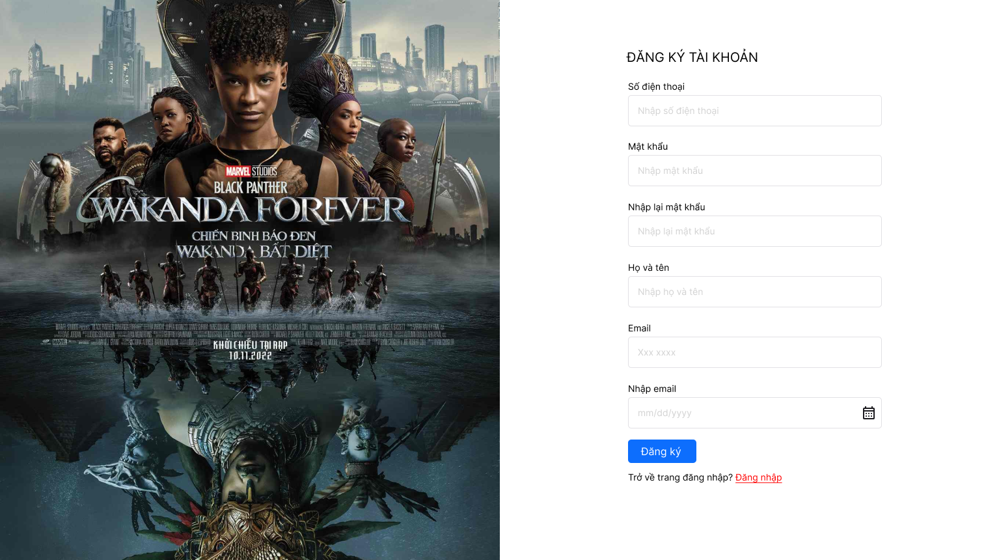 MARVEL STUDIOS
BLACK PANTHER
WAKANDA FOREVER
CHIẾN BINH BÁO ĐEN
WAKANDA BẤT DIỆT
KHỞI CHIẾU TẠI RẠP
10.11.2022
ĐĂNG KÝ TÀI KHOẢN
Số điện thoại
Nhập số điện thoại
Mật khẩu
Nhập mật khẩu
Nhập lại mật khẩu
Nhập lại mật khẩu
Họ và tên
Nhập họ và tên
Email
Xxx xxxx
Nhập email
mm/dd/yyyy
Đăng ký
Trở về trang đăng nhập? Đăng nhập